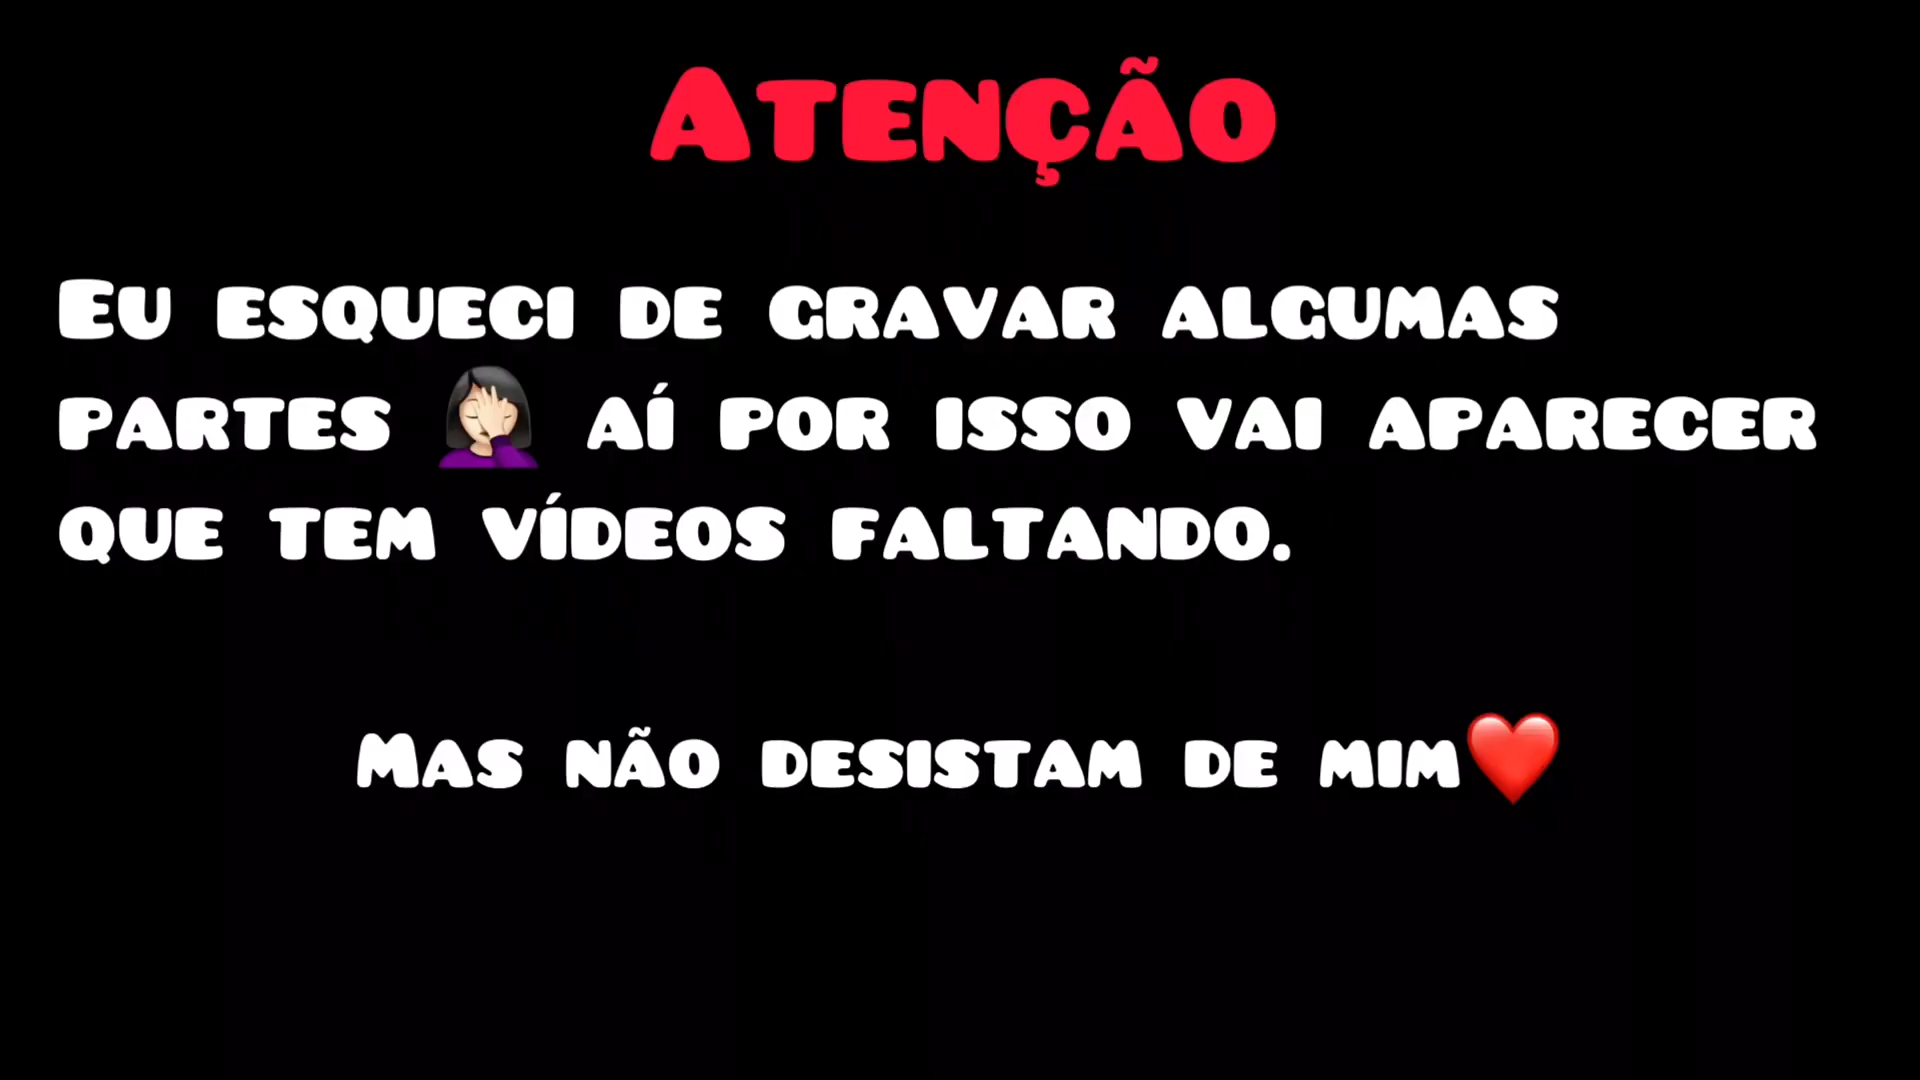 Atenção
Eu esqueci de gravar algumas
partes 🤦🏻‍♀️ aí por isso vai aparecer
que tem vídeos faltando.
Mas não desistam de mim❤️